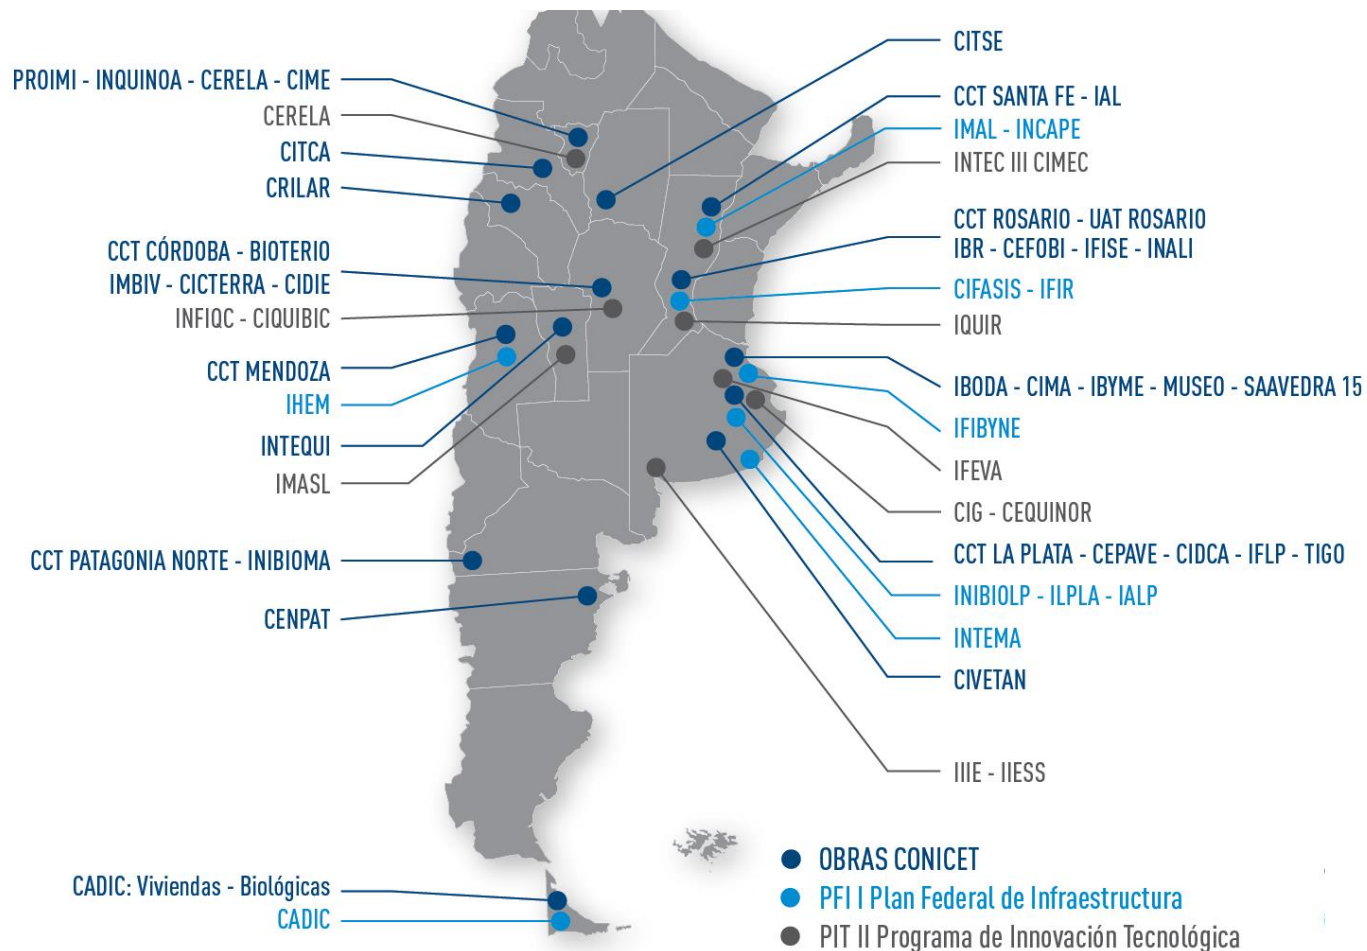 PROIMI - INQUINOA - CERELA - CIME
CERELA
CITCA
CRILAR
CCT CÓRDOBA - BIOTERIO
IMBIV - CICTERRA - CIDIE
INFIQC - CIQUIBIC
CCT MENDOZA
IHEM
INTEQUI
IMASL
CCT PATAGONIA NORTE - INIBIOMA
CENPAT
CADIC: Viviendas - Biológicas
CADIC
CITSE
CCT SANTA FE - IAL
IMAL - INCAPE
INTEC III CIMEC
CCT ROSARIO - UAT ROSARIO
IBR - CEFOBI - IFISE - INALI
CIFASIS - IFIR
IQUIR
IBODA - CIMA - IBYME - MUSEO - SAAVEDRA 15
IFIBYNE
IFEVA
CIG - CEQUINOR
CCT LA PLATA - CEPAVE - CIDCA - IFLP - TIGO
INIBIOLP - ILPLA - IALP
INTEMA
CIVETAN
IIIE - IIESS
OBRAS CONICET
PFI I Plan Federal de Infraestructura
PIT II Programa de Innovación Tecnológica